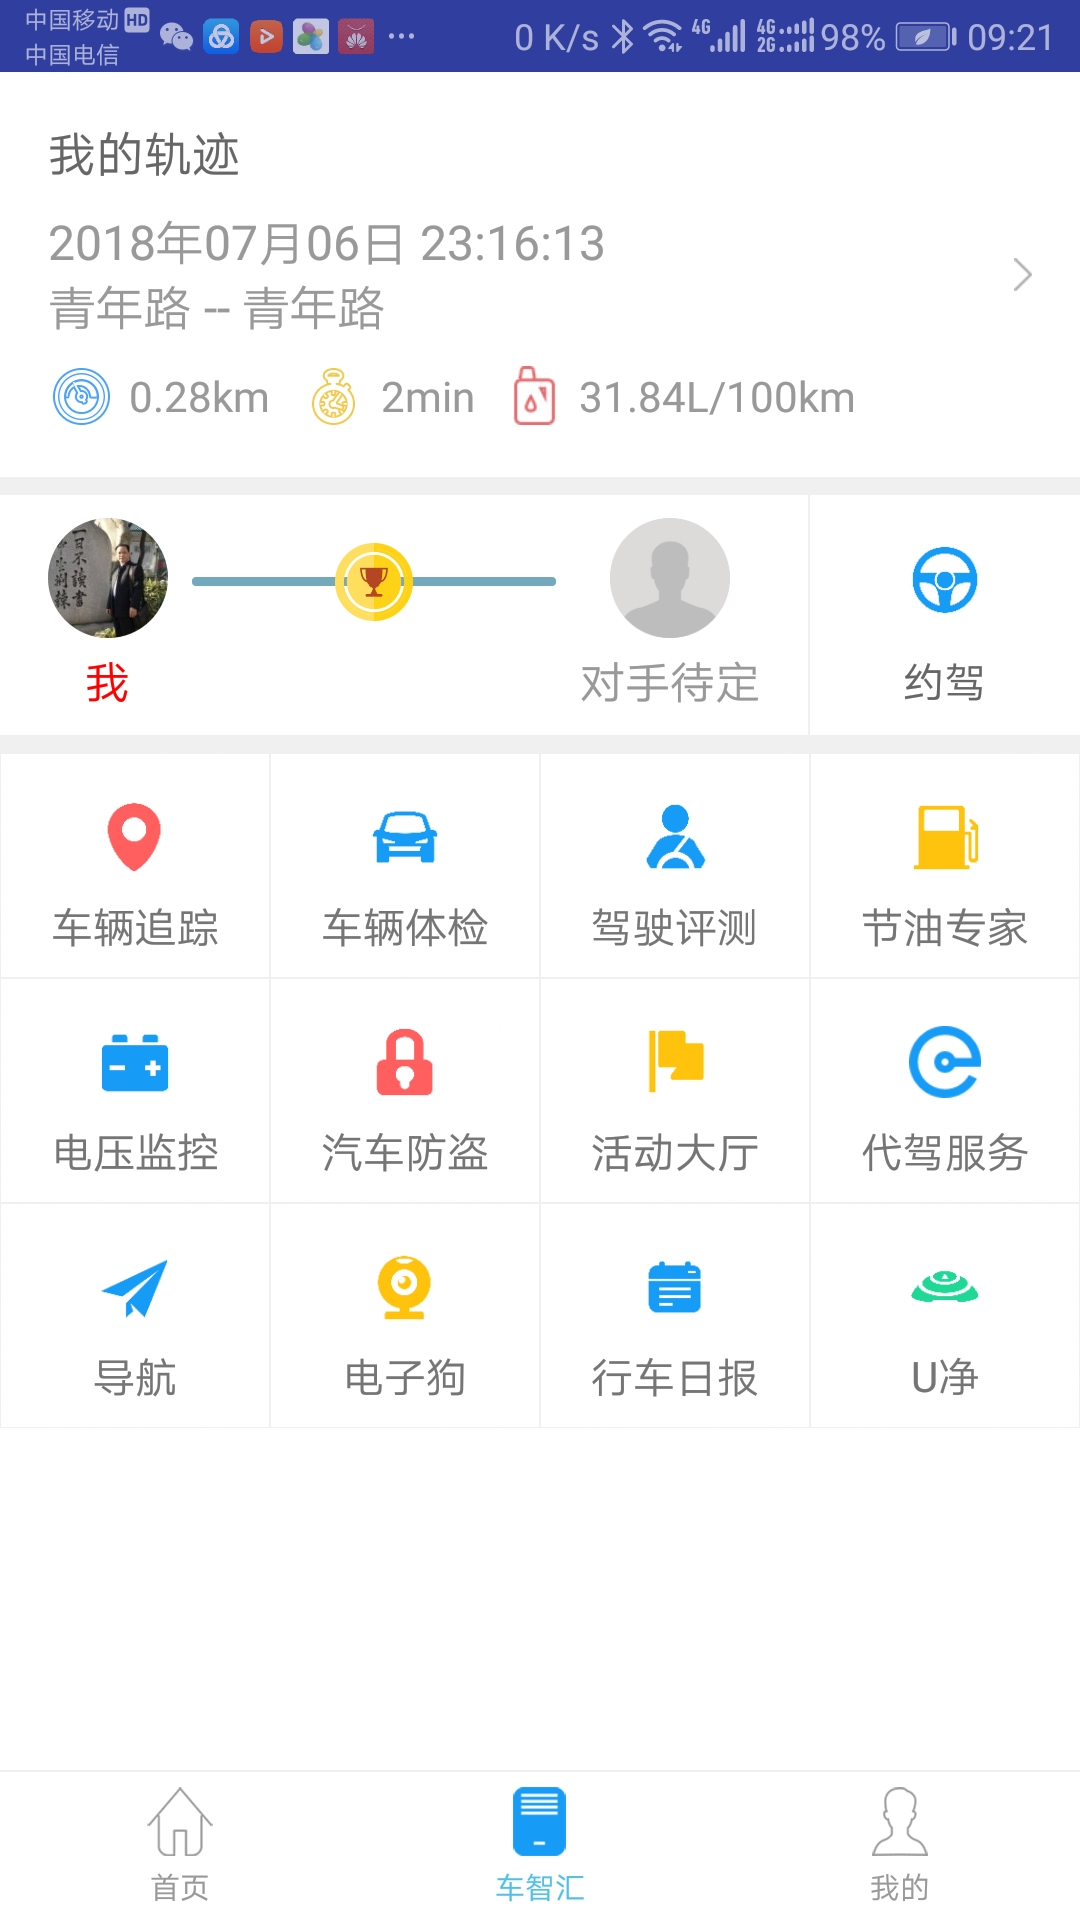 中国移动 HD
中国电信
0 K/s 4G 4G 2G 98% 09:21
我的轨迹
2018年07月06日 23:16:13
青年路 -- 青年路
0.28km 2min 31.84L/100km
我 对手待定 约驾
车辆追踪 车辆体检 驾驶评测 节油专家
电压监控 汽车防盗 活动大厅 代驾服务
导航 电子狗 行车日报 U净
首页 车智汇 我的